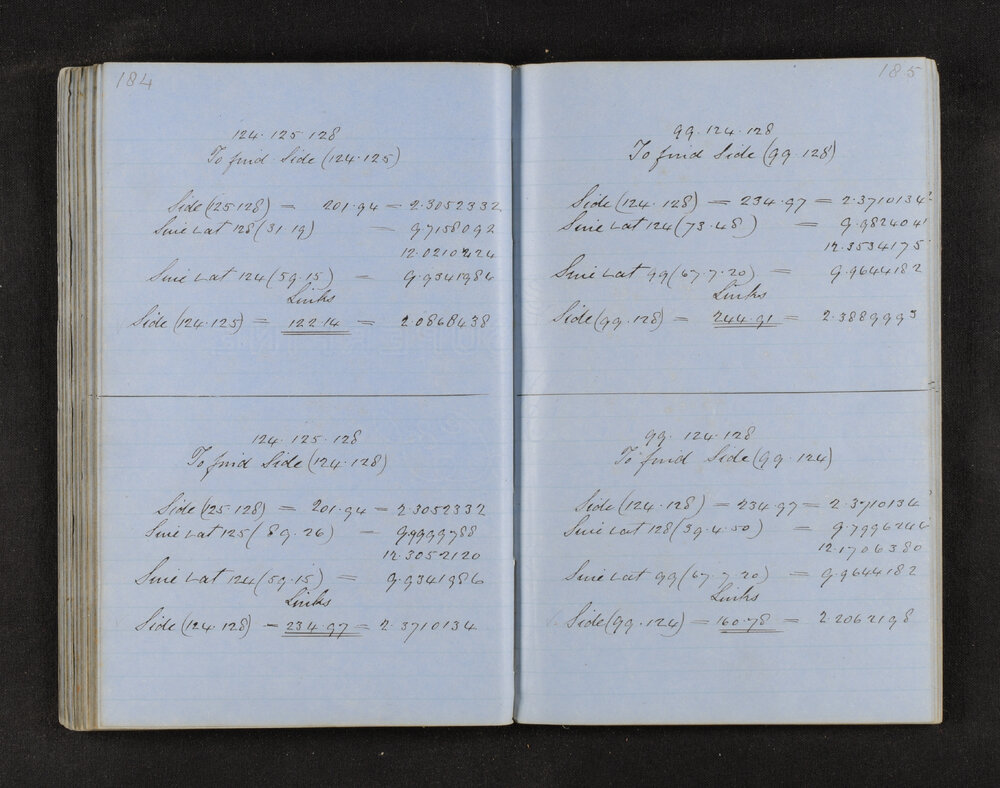 184
124.125.128
To find Side (124.125)
Side (125.128) = 201.94 = 2.3052332
Sine ∠ at 128 (31.19) = 9.7158092
12.0210424
Sine ∠ at 124 (59.15) = 9.9341986
Links
Side (124.125) = 122.14 = 2.0868438
124.125.128
To find Side (124.128)
Side (125.128) = 201.94 = 2.3052332
Sine ∠ at 125 (89.26) = 9.9999788
12.3052120
Sine ∠ at 124 (59.15) = 9.9341986
Links
Side (124.128) = 234.97 = 2.3710134
185
99.124.128
To find Side (99.128)
Side (124.128) = 234.97 = 2.3710134
Sine ∠ at 124 (73.48) = 9.9824041
12.3534175
Sine ∠ at 99 (67.7.20) = 9.9644182
Links
Side (99.128) = 244.91 = 2.3889993
99.124.128
To find Side (99.124)
Side (124.128) = 234.97 = 2.3710134
Sine ∠ at 128 (39.4.50) = 9.7996246
12.1706380
Sine ∠ at 99 (67.7.20) = 9.9644182
Links
Side (99.124) = 160.78 = 2.2062198